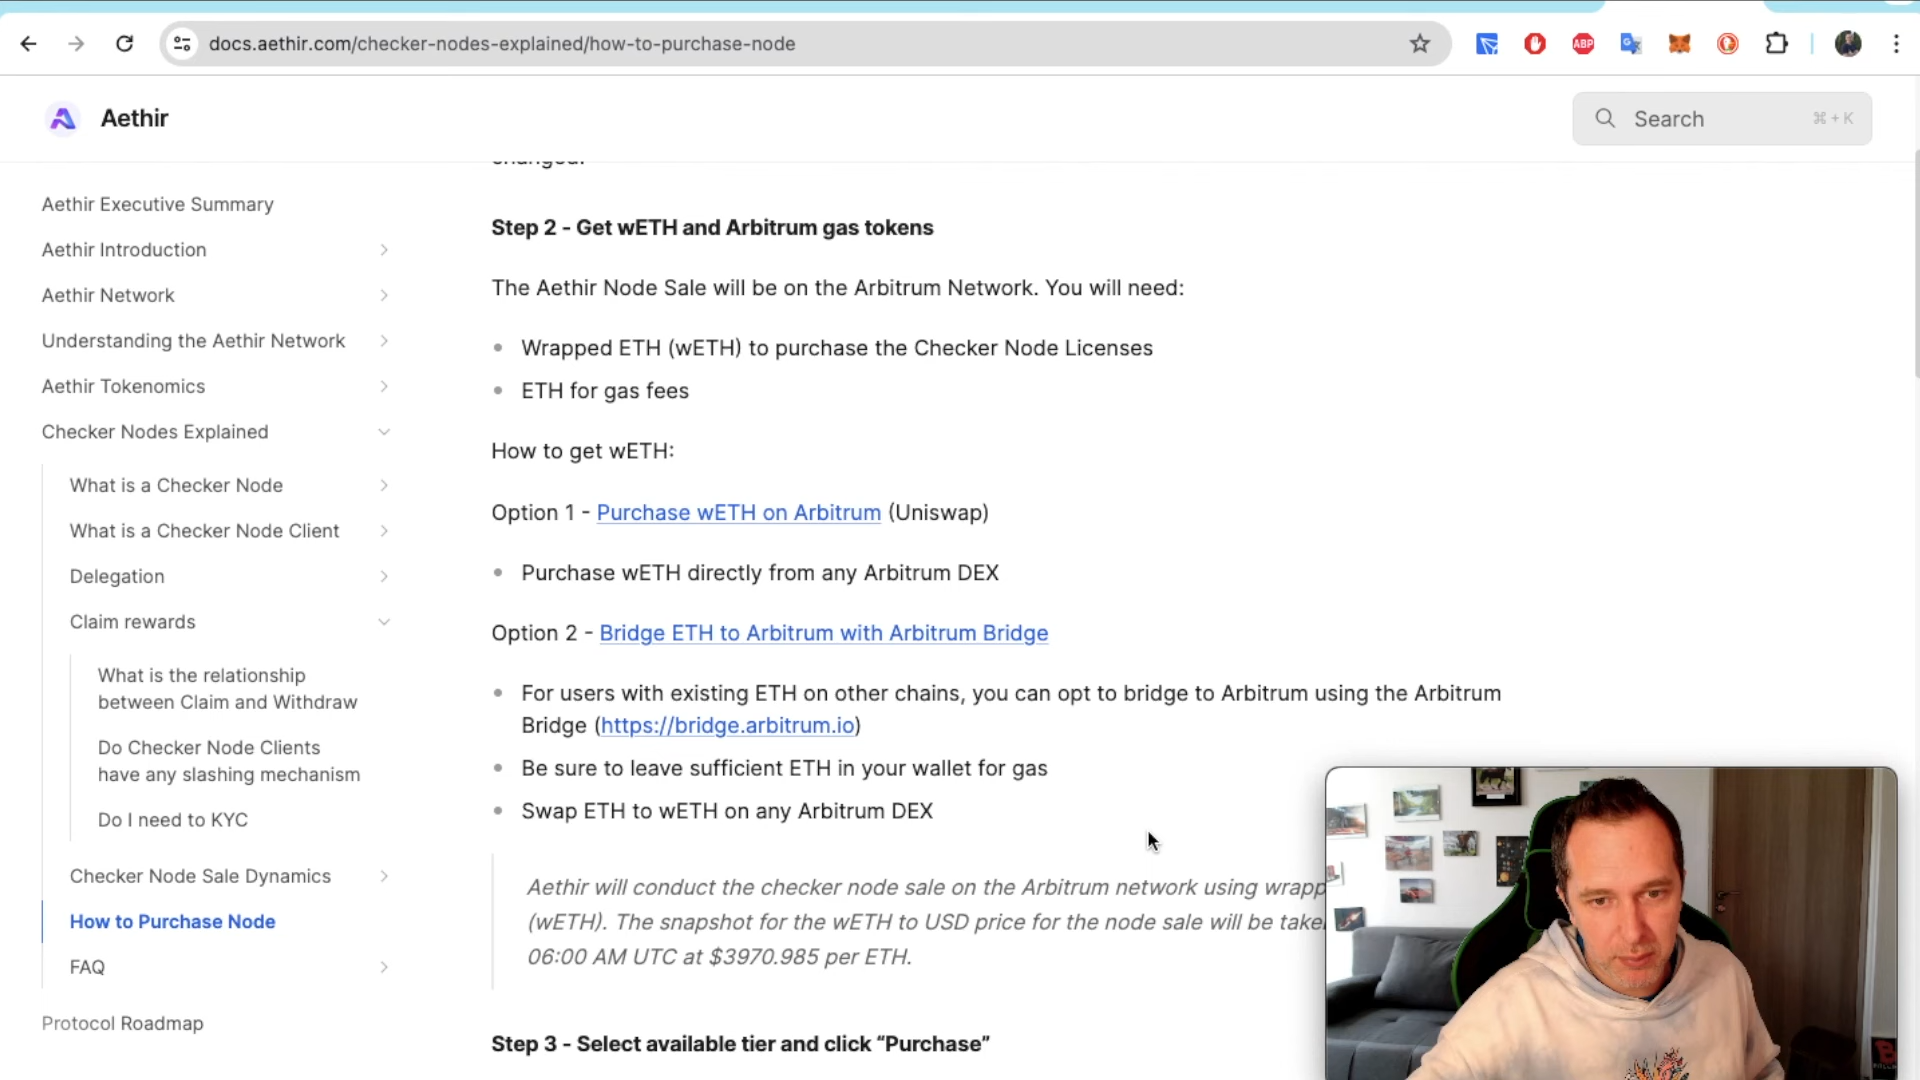 docs.aethir.com/checker-nodes-explained/how-to-purchase-node
ABP
Aethir
Search
⌘ + K
Aethir Executive Summary
Aethir Introduction
Aethir Network
Understanding the Aethir Network
Aethir Tokenomics
Checker Nodes Explained
What is a Checker Node
What is a Checker Node Client
Delegation
Claim rewards
What is the relationship
between Claim and Withdraw
Do Checker Node Clients
have any slashing mechanism
Do I need to KYC
Checker Node Sale Dynamics
How to Purchase Node
FAQ
Protocol Roadmap
changed.
Step 2 - Get wETH and Arbitrum gas tokens
The Aethir Node Sale will be on the Arbitrum Network. You will need:
Wrapped ETH (wETH) to purchase the Checker Node Licenses
ETH for gas fees
How to get wETH:
Option 1 - Purchase wETH on Arbitrum (Uniswap)
Purchase wETH directly from any Arbitrum DEX
Option 2 - Bridge ETH to Arbitrum with Arbitrum Bridge
For users with existing ETH on other chains, you can opt to bridge to Arbitrum using the Arbitrum
Bridge (https://bridge.arbitrum.io)
Be sure to leave sufficient ETH in your wallet for gas
Swap ETH to wETH on any Arbitrum DEX
Aethir will conduct the checker node sale on the Arbitrum network using wrapp
(wETH). The snapshot for the wETH to USD price for the node sale will be take
06:00 AM UTC at $3970.985 per ETH.
Step 3 - Select available tier and click “Purchase”